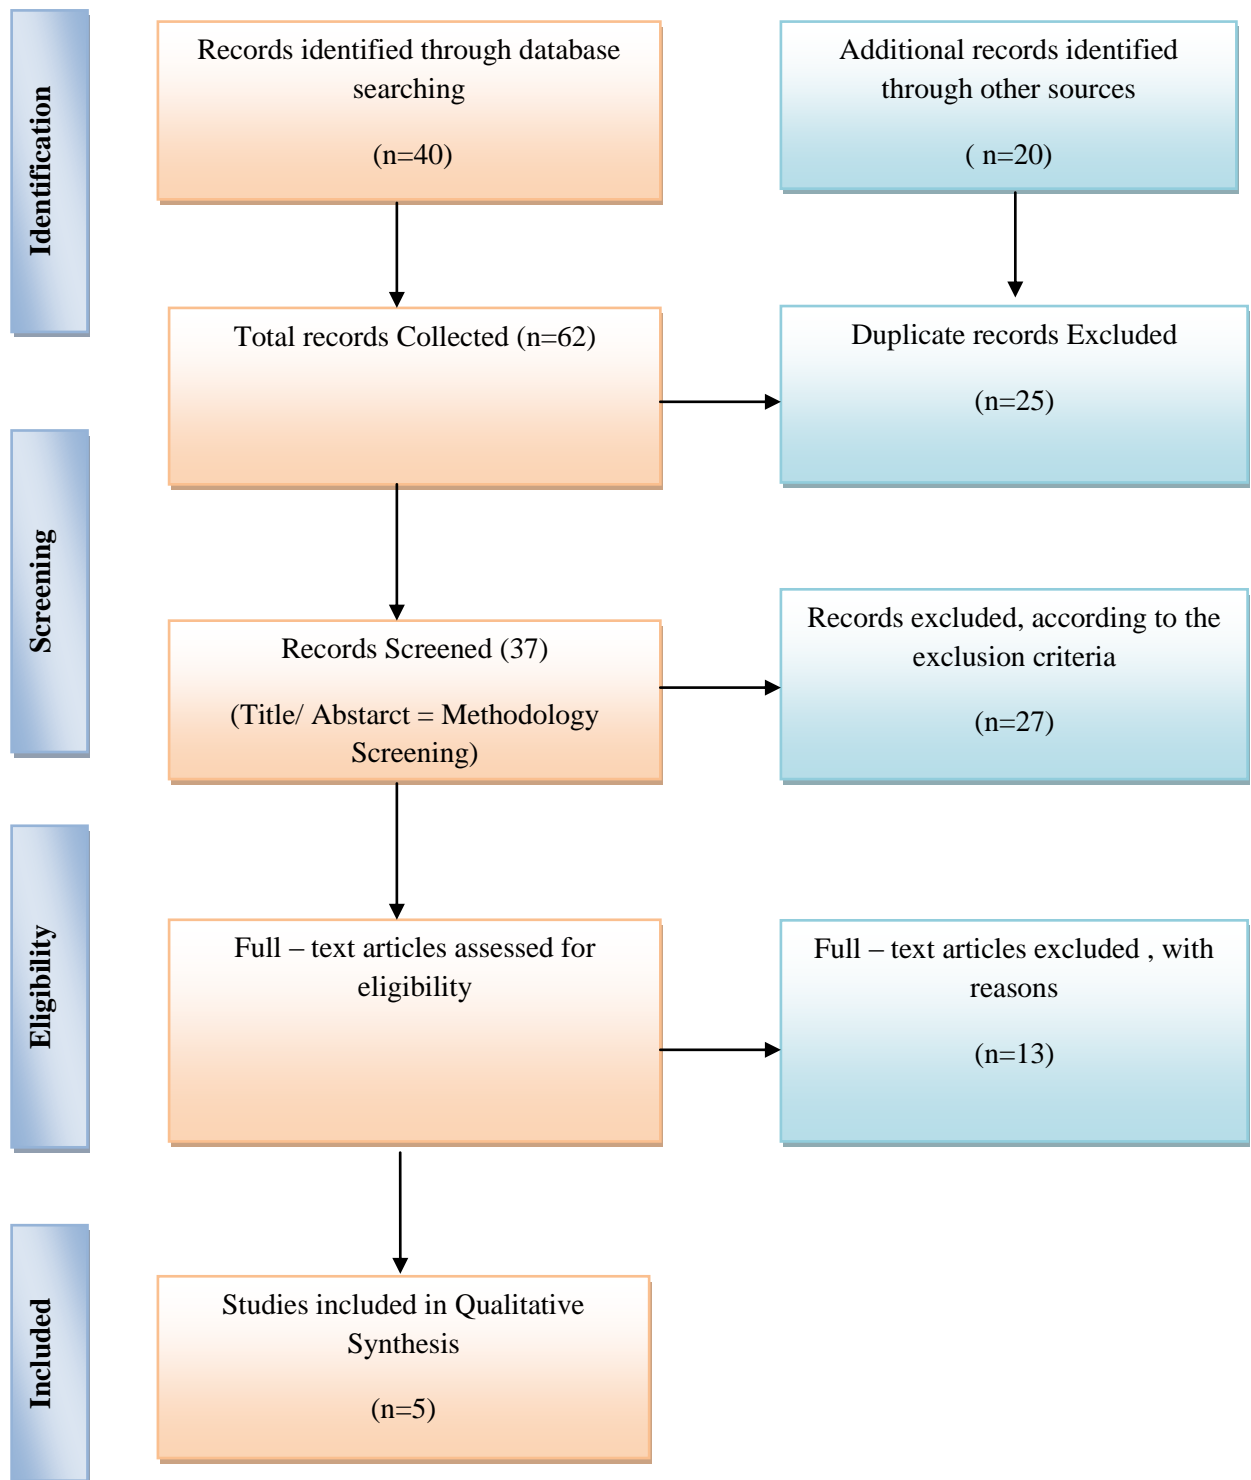 Identification
Records identified through database
searching
(n=40)
Additional records identified
through other sources
( n=20)
Total records Collected (n=62)
Duplicate records Excluded
(n=25)
Screening
Records Screened (37)
(Title/ Abstarct = Methodology
Screening)
Records excluded, according to the
exclusion criteria
(n=27)
Eligibility
Full – text articles assessed for
eligibility
Full – text articles excluded , with
reasons
(n=13)
Included
Studies included in Qualitative
Synthesis
(n=5)